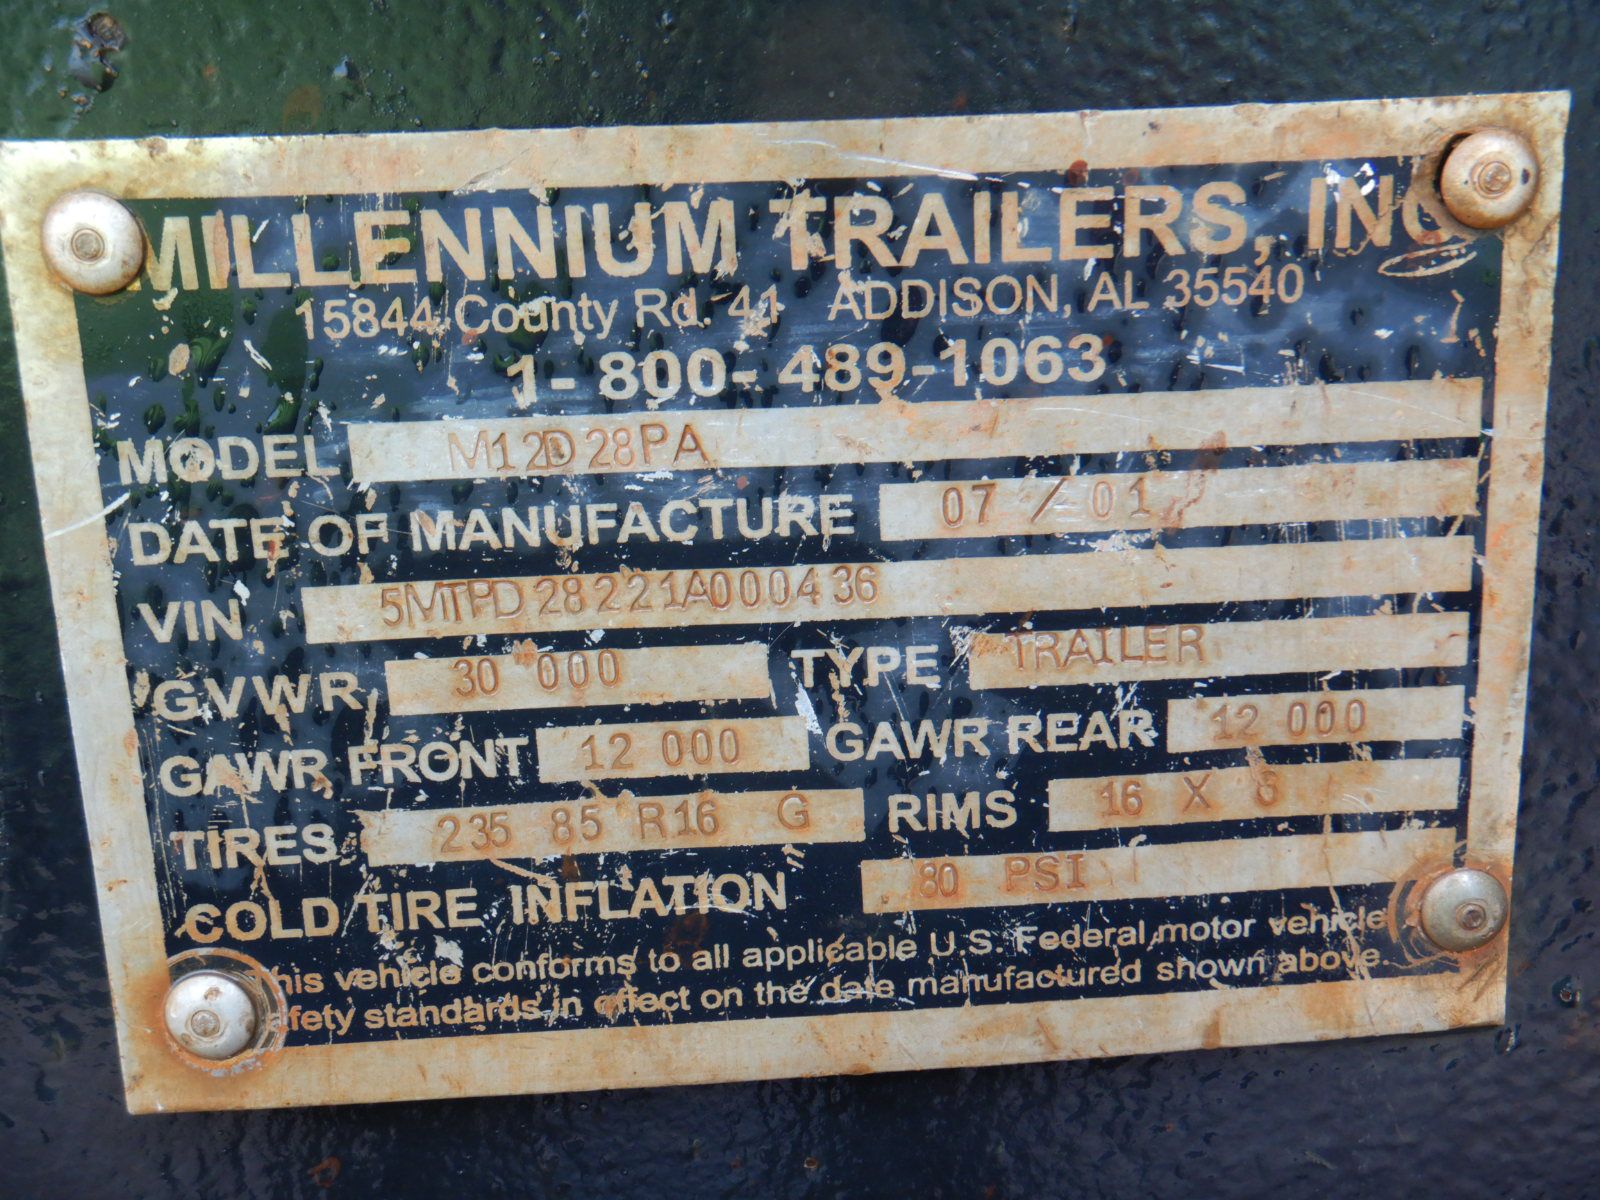 MILLENNIUM TRAILERS, INC
15844 County Rd. 41 ADDISON, AL 35540
1-800-489-1063
MODEL M12D28PA
DATE OF MANUFACTURE 07 / 01
VIN 5MTPD28221A000436
GVWR 30 000 TYPE TRAILER
GAWR FRONT 12 000 GAWR REAR 12 000
TIRES 235 85 R16 G RIMS 16 X
COLD TIRE INFLATION 80 PSI
his vehicle conforms to all applicable U.S. Federal motor vehicle
fety standards in effect on the date manufactured shown above.